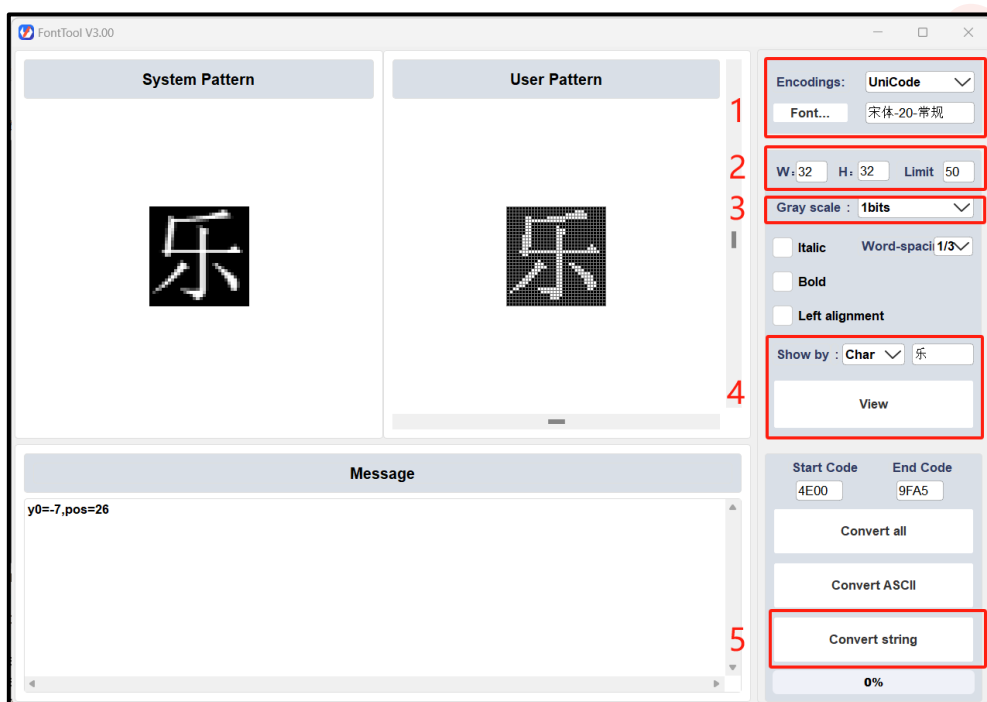 FontTool V3.00
System Pattern
User Pattern
乐
乐
1
2
3
4
5
Encodings: UniCode
Font... 宋体-20-常规
W: 32 H: 32 Limit 50
Gray scale : 1bits
Italic Word-spaci 1/3
Bold
Left alignment
Show by : Char 乐
View
Message
y0=-7,pos=26
Start Code End Code
4E00 9FA5
Convert all
Convert ASCII
Convert string
0%